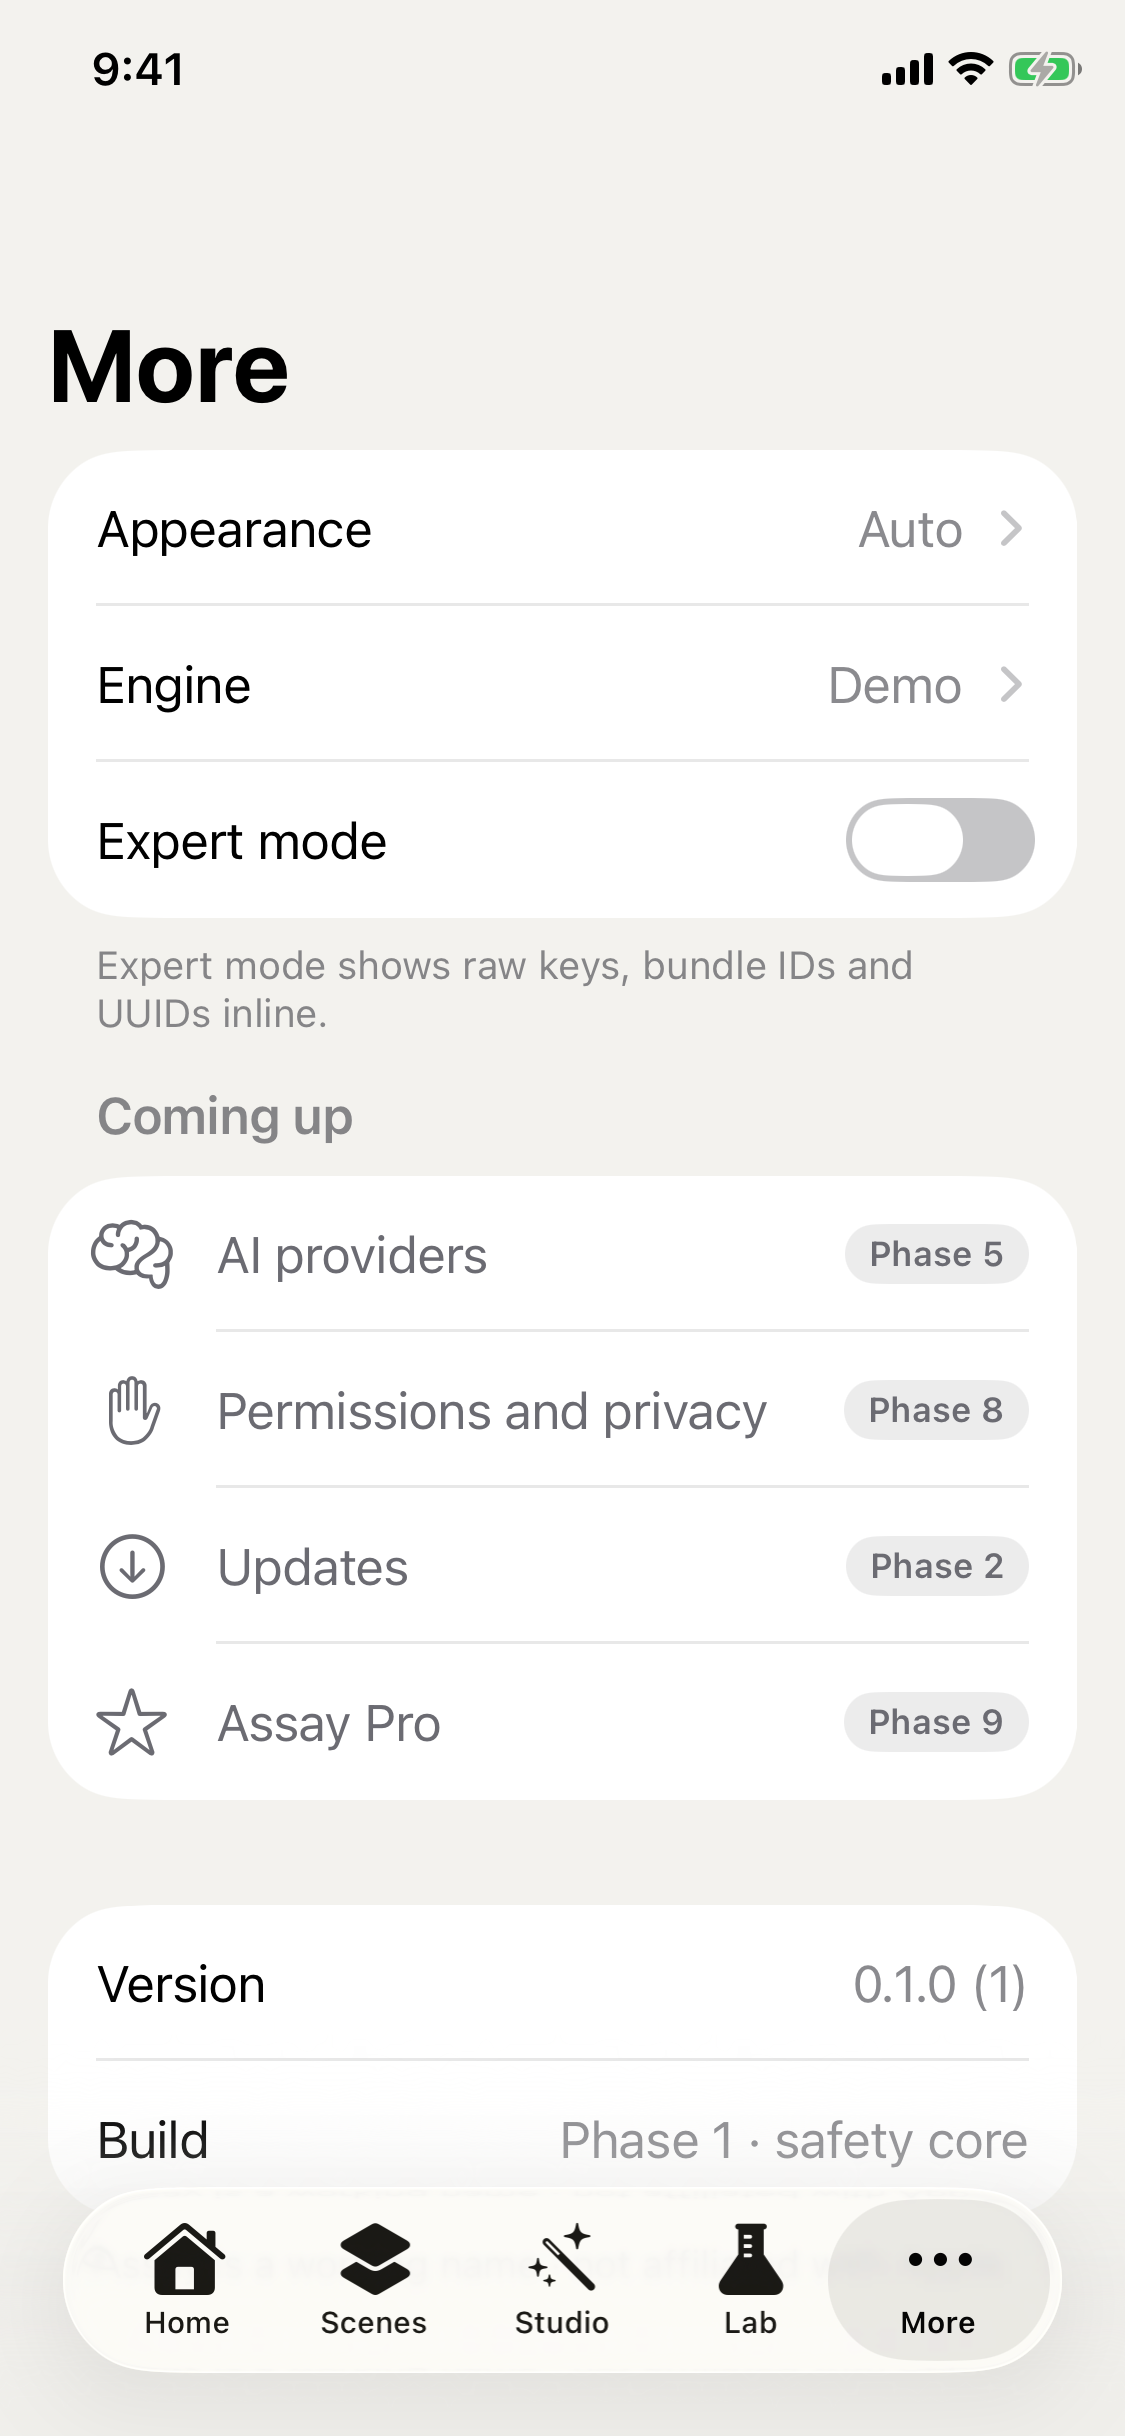 9:41
More
Appearance
Auto
Engine
Demo
Expert mode
Expert mode shows raw keys, bundle IDs and
UUIDs inline.
Coming up
AI providers
Phase 5
Permissions and privacy
Phase 8
Updates
Phase 2
Assay Pro
Phase 9
Version
0.1.0 (1)
Build
Phase 1 · safety core
Home
Scenes
Studio
Lab
More